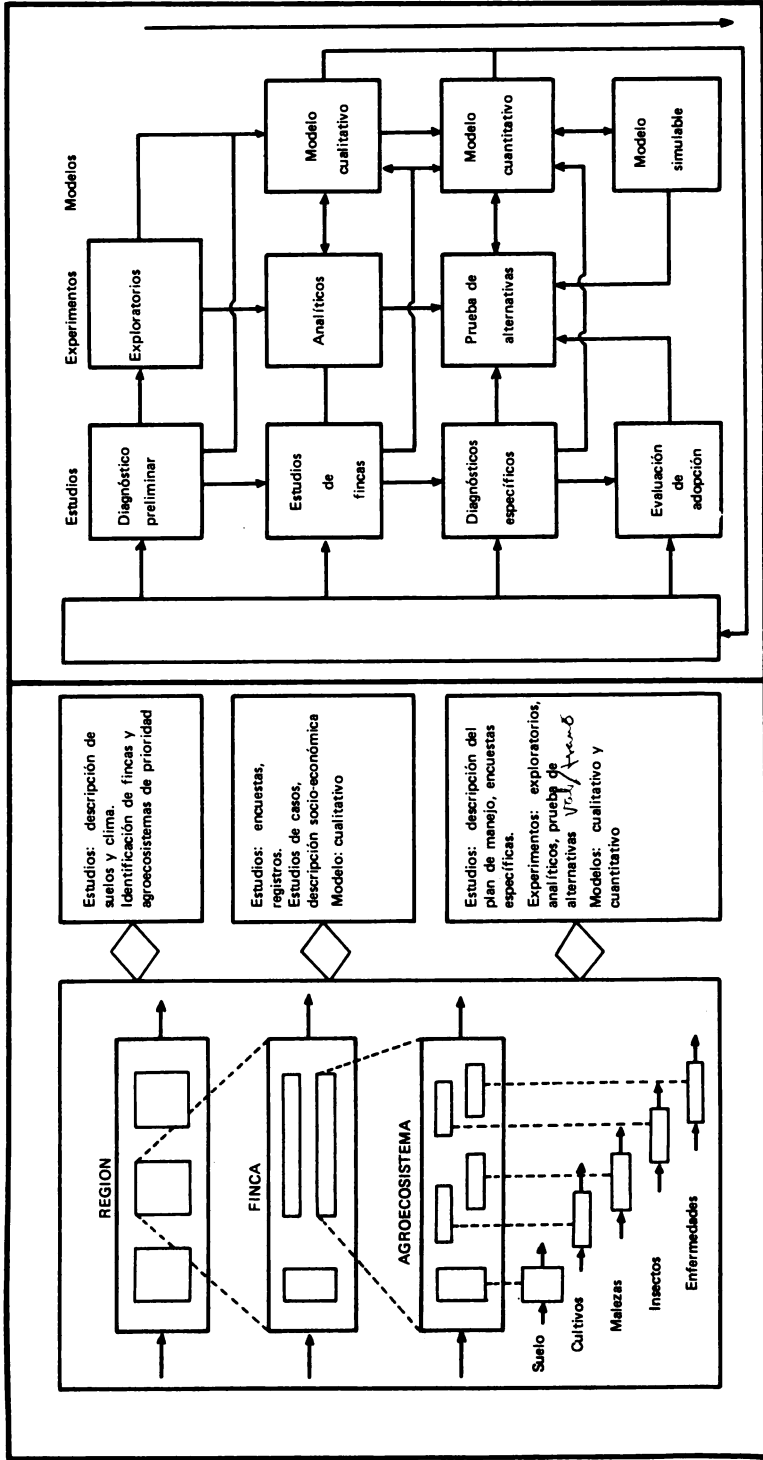 REGION
FINCA
AGROECOSISTEMA
Suelo
Cultivos
Malezas
Insectos
Enfermedades
Estudios: descripción de
suelos y clima.
Identificación de fincas y
agroecosistemas de prioridad
Estudios: encuestas,
registros.
Estudios de casos,
descripción socio-económica
Modelo: cualitativo
Estudios: descripción del
plan de manejo, encuestas
específicas.
Experimentos: exploratorios,
analíticos, prueba de
alternativas
Modelos: cualitativo y
cuantitativo
Estudios
Experimentos
Modelos
Diagnóstico
preliminar
Exploratorios
Estudios
de
fincas
Analíticos
Modelo
cualitativo
Diagnósticos
específicos
Prueba de
alternativas
Modelo
cuantitativo
Evaluación
de
adopción
Modelo
simulable